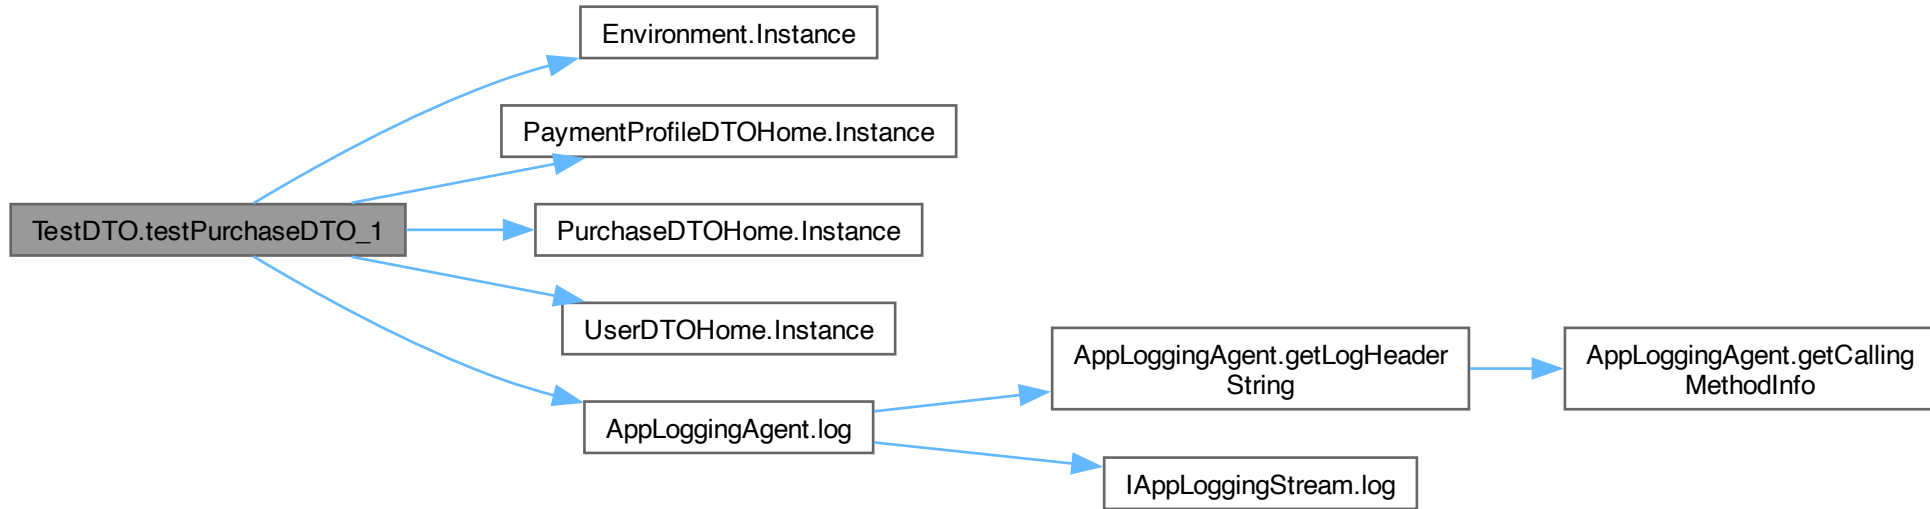 Environment.Instance
PaymentProfileDTOHome.Instance
TestDTO.testPurchaseDTO_1
PurchaseDTOHome.Instance
UserDTOHome.Instance
AppLoggingAgent.getLogHeader
String
AppLoggingAgent.getCalling
MethodInfo
AppLoggingAgent.log
IAppLoggingStream.log